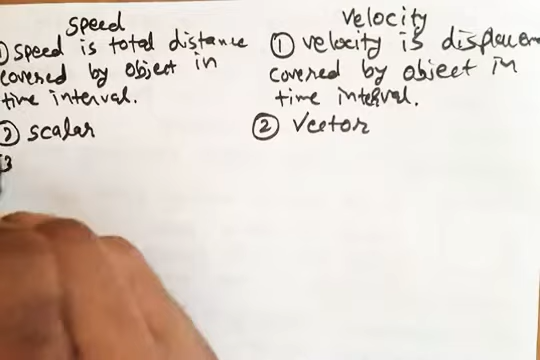 Speed
① speed is total distance
covered by object in
time interval.
② scalar
3
Velocity
① velocity is displacem
covered by object in
time interval.
② Vector